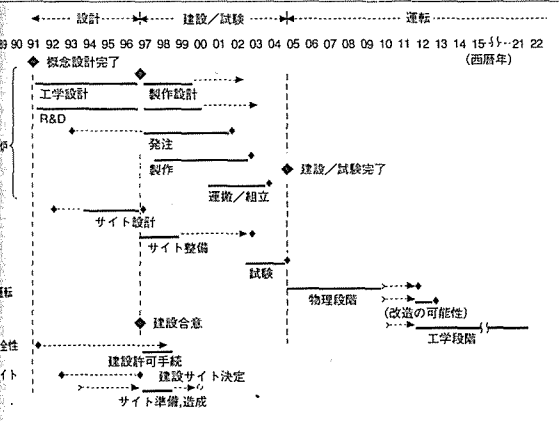 設計 建設／試験 運転
89 90 91 92 93 94 95 96 97 98 99 00 01 02 03 04 05 06 07 08 09 10 11 12 13 14 15 21 22
(西暦年)
概念設計完了
工学設計 製作設計
R&D
発注
製作 建設／試験完了
運搬／組立
サイト設計
サイト整備
試験
運転
物理段階
(改造の可能性)
工学段階
建設合意
全性
建設許可手続
イト 建設サイト決定
サイト準備,造成